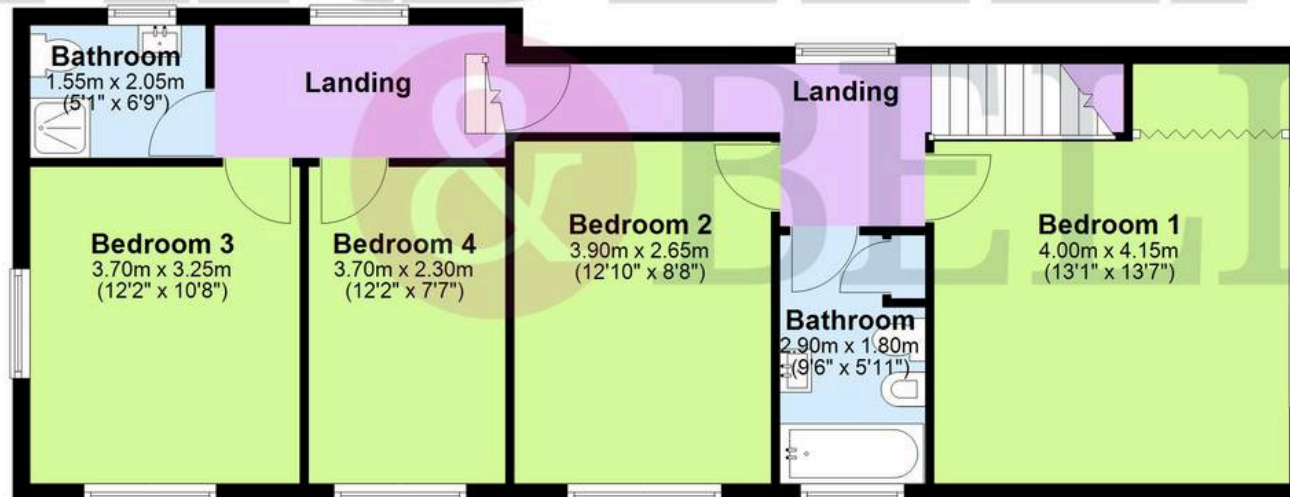 Bathroom
1.55m x 2.05m
(5'1" x 6'9")
Landing
Landing
Bedroom 3
3.70m x 3.25m
(12'2" x 10'8")
Bedroom 4
3.70m x 2.30m
(12'2" x 7'7")
Bedroom 2
3.90m x 2.65m
(12'10" x 8'8")
Bedroom 1
4.00m x 4.15m
(13'1" x 13'7")
Bathroom
2.90m x 1.80m
(9'6" x 5'11")
& BELL